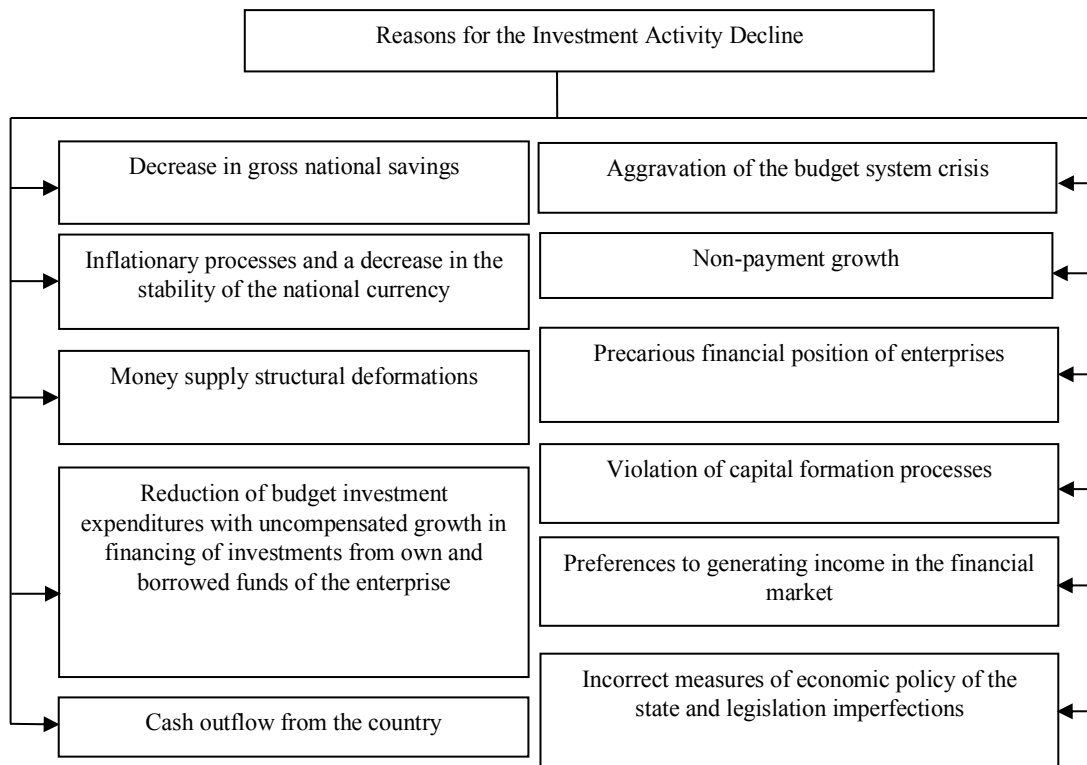 Reasons for the Investment Activity Decline
Decrease in gross national savings
Inflationary processes and a decrease in the
stability of the national currency
Money supply structural deformations
Reduction of budget investment
expenditures with uncompensated growth in
financing of investments from own and
borrowed funds of the enterprise
Cash outflow from the country
Aggravation of the budget system crisis
Non-payment growth
Precarious financial position of enterprises
Violation of capital formation processes
Preferences to generating income in the financial
market
Incorrect measures of economic policy of the
state and legislation imperfections